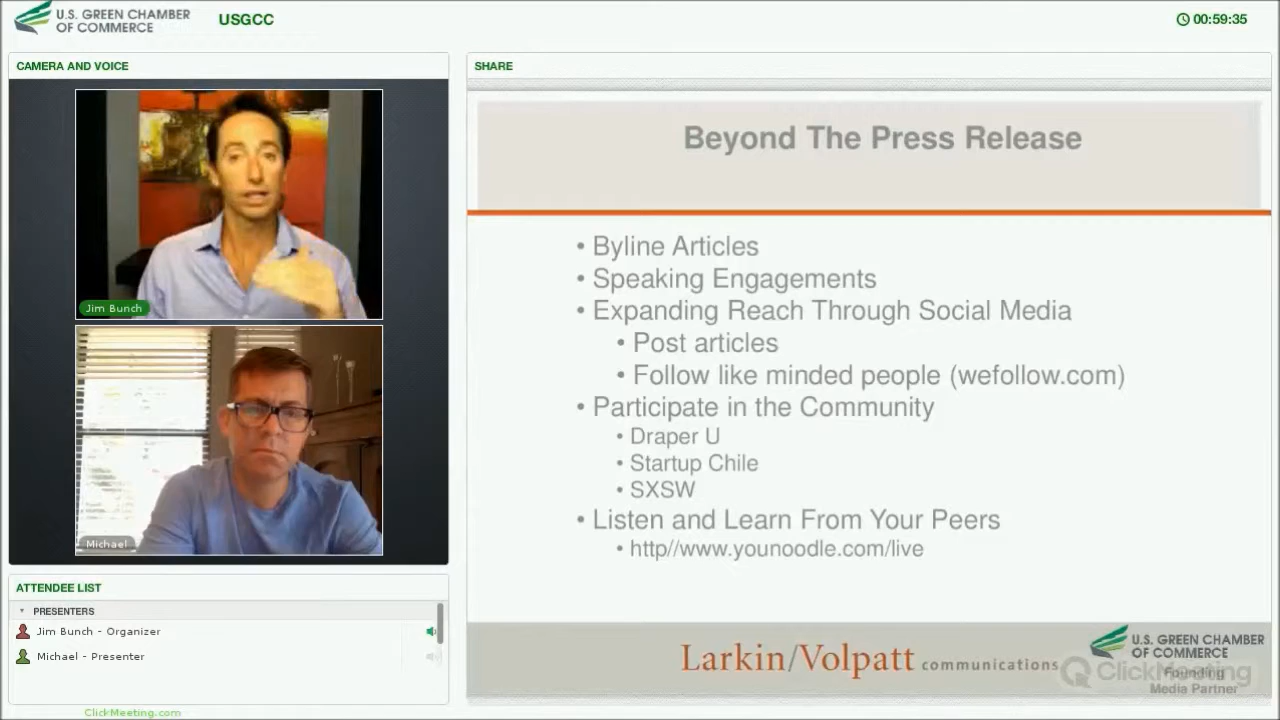 U.S. GREEN CHAMBER
OF COMMERCE
USGCC
00:59:35
CAMERA AND VOICE
Jim Bunch
Michael
ATTENDEE LIST
PRESENTERS
Jim Bunch - Organizer
Michael - Presenter
ClickMeeting.com
SHARE
Beyond The Press Release
• Byline Articles
• Speaking Engagements
• Expanding Reach Through Social Media
• Post articles
• Follow like minded people (wefollow.com)
• Participate in the Community
• Draper U
• Startup Chile
• SXSW
• Listen and Learn From Your Peers
• http//www.younoodle.com/live
Larkin/Volpatt communications
U.S. GREEN CHAMBER
OF COMMERCE
ClickMeeting
Founding
Media Partner